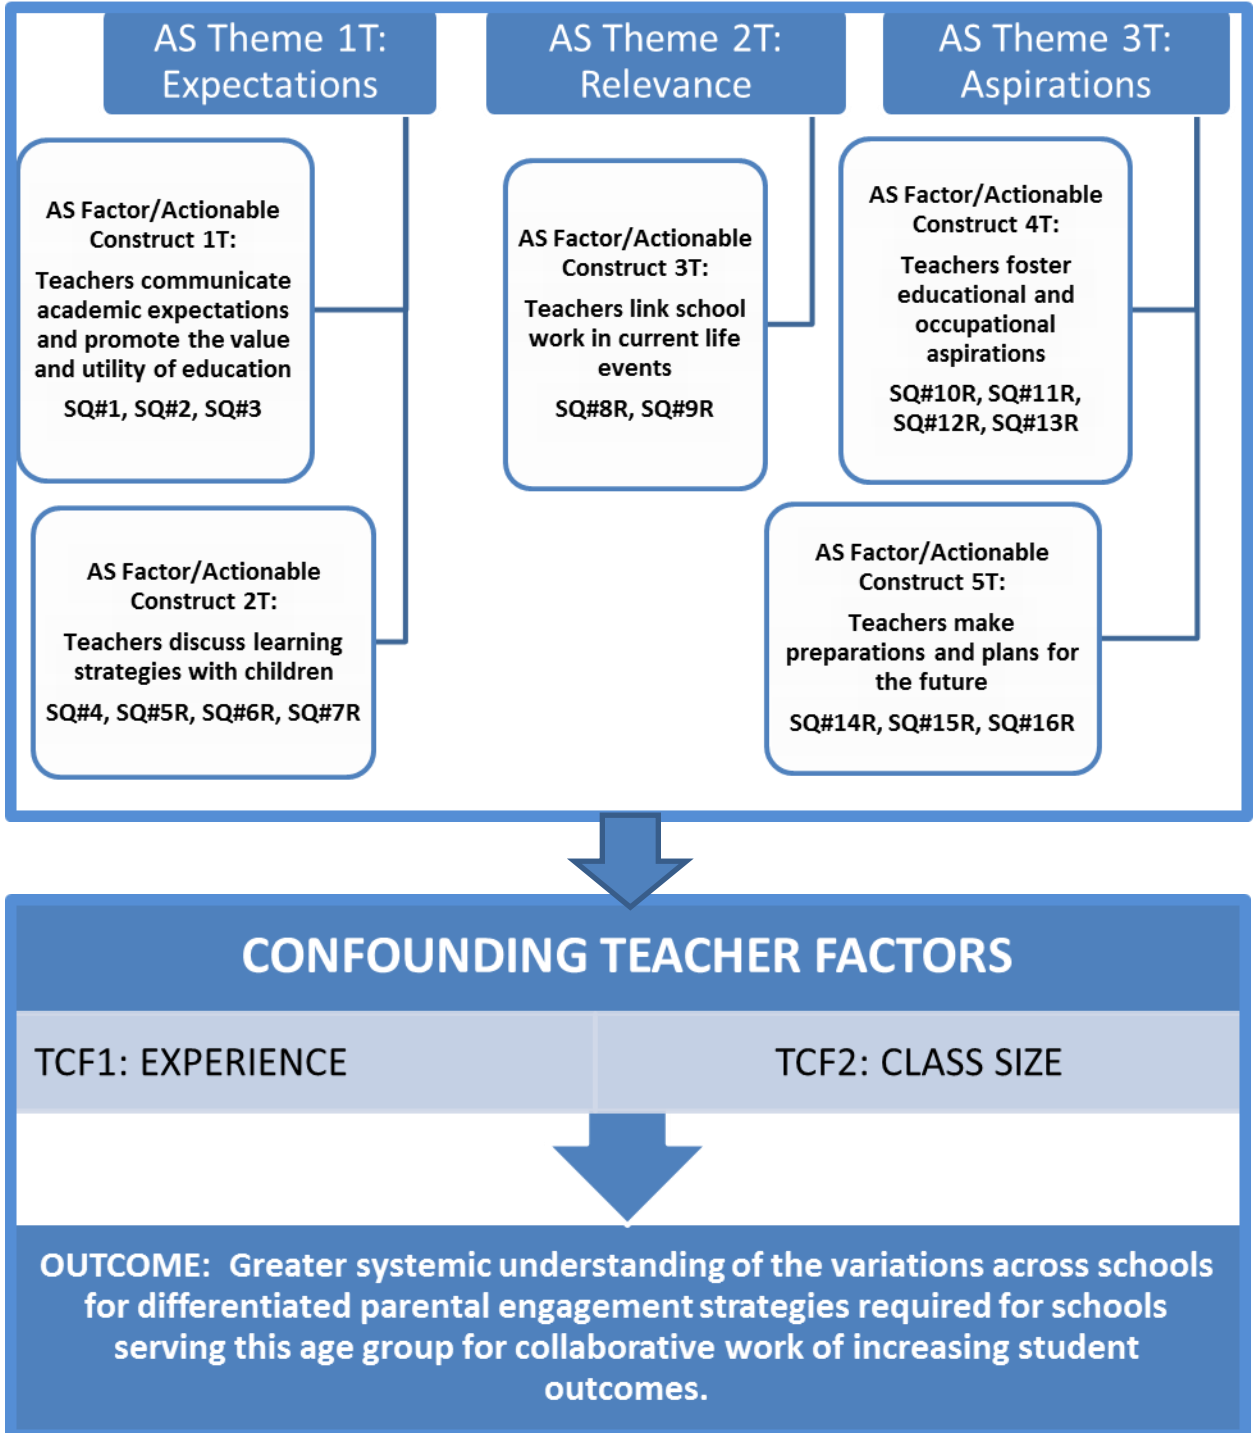 AS Theme 1T:
Expectations
AS Factor/Actionable
Construct 1T:
Teachers communicate
academic expectations
and promote the value
and utility of education
SQ#1, SQ#2, SQ#3
AS Factor/Actionable
Construct 2T:
Teachers discuss learning
strategies with children
SQ#4, SQ#5R, SQ#6R, SQ#7R
AS Theme 2T:
Relevance
AS Factor/Actionable
Construct 3T:
Teachers link school
work in current life
events
SQ#8R, SQ#9R
AS Theme 3T:
Aspirations
AS Factor/Actionable
Construct 4T:
Teachers foster
educational and
occupational
aspirations
SQ#10R, SQ#11R,
SQ#12R, SQ#13R
AS Factor/Actionable
Construct 5T:
Teachers make
preparations and plans for
the future
SQ#14R, SQ#15R, SQ#16R
CONFOUNDING TEACHER FACTORS
TCF1: EXPERIENCE
TCF2: CLASS SIZE
OUTCOME: Greater systemic understanding of the variations across schools
for differentiated parental engagement strategies required for schools
serving this age group for collaborative work of increasing student
outcomes.